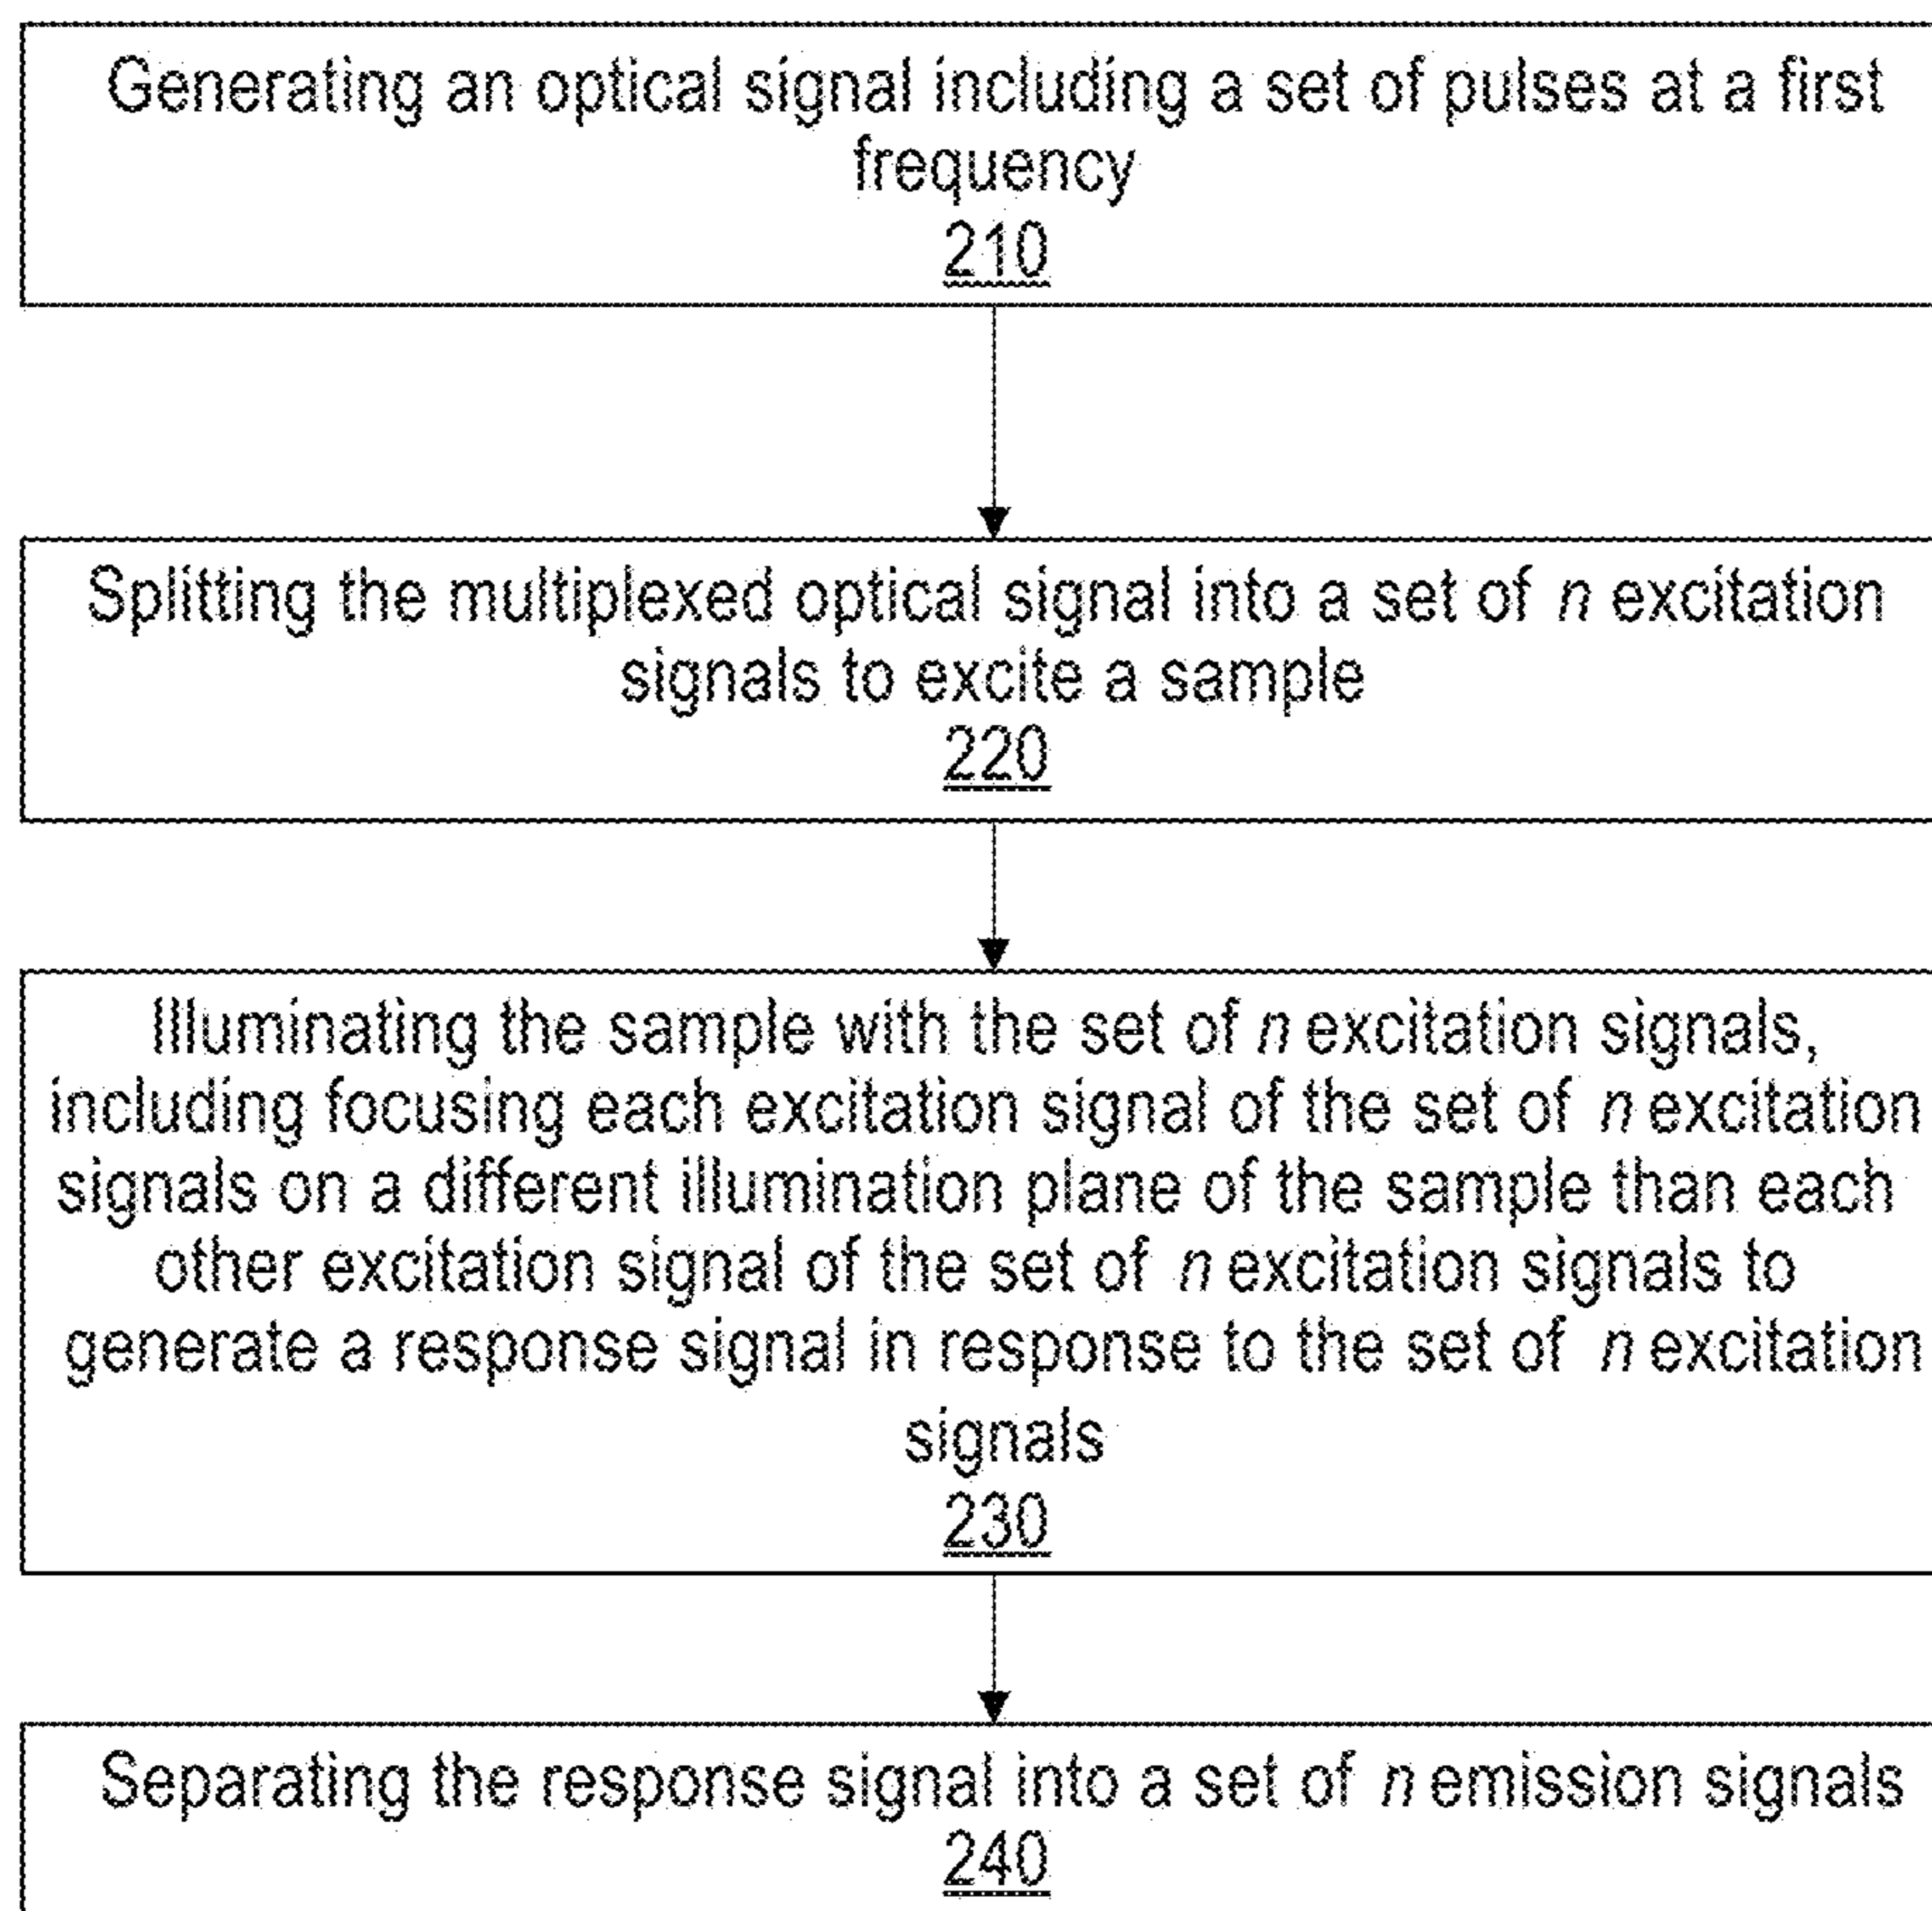 Generating an optical signal including a set of pulses at a first
frequency
210
Splitting the multiplexed optical signal into a set of n excitation
signals to excite a sample
220
Illuminating the sample with the set of n excitation signals,
including focusing each excitation signal of the set of n excitation
signals on a different illumination plane of the sample than each
other excitation signal of the set of n excitation signals to
generate a response signal in response to the set of n excitation
signals
230
Separating the response signal into a set of n emission signals
240